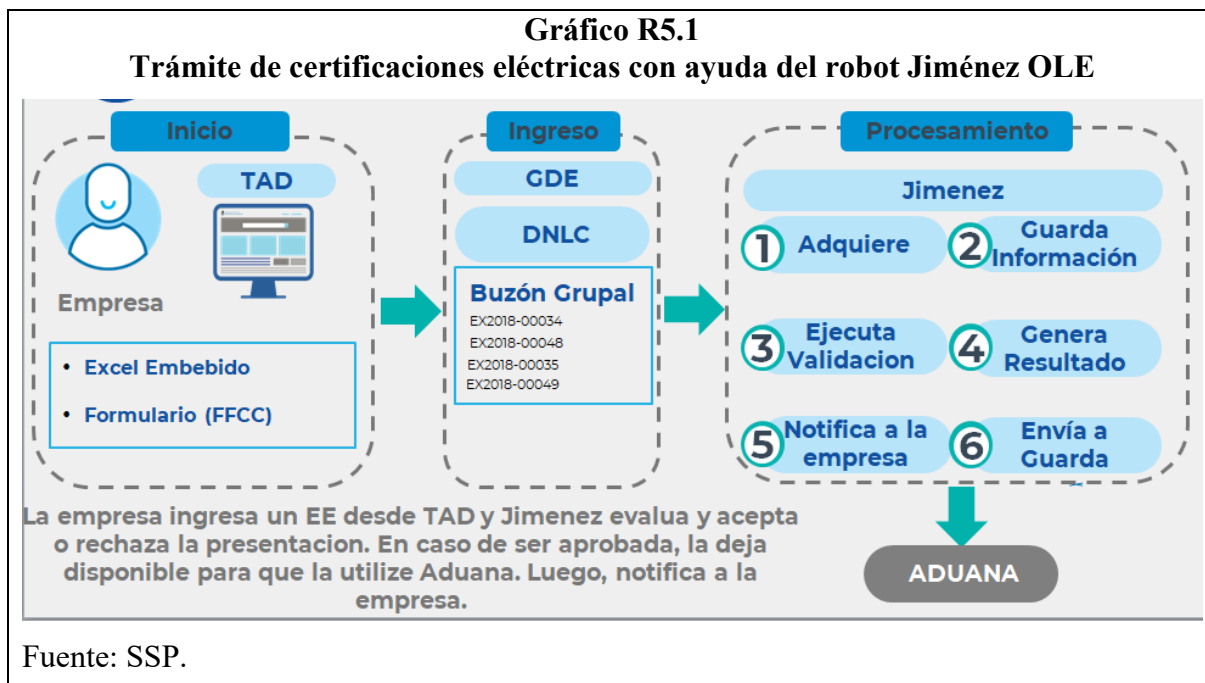 Gráfico R5.1
Trámite de certificaciones eléctricas con ayuda del robot Jiménez OLE
Inicio
TAD
Empresa
• Excel Embebido
• Formulario (FFCC)
Ingreso
GDE
DNLC
Buzón Grupal
EX2018-00034
EX2018-00048
EX2018-00035
EX2018-00049
Procesamiento
Jimenez
1 Adquiere
2 Guarda
Información
3 Ejecuta
Validacion
4 Genera
Resultado
5 Notifica a la
empresa
6 Envía a
Guarda
ADUANA
La empresa ingresa un EE desde TAD y Jimenez evalua y acepta
o rechaza la presentacion. En caso de ser aprobada, la deja
disponible para que la utilize Aduana. Luego, notifica a la
empresa.
Fuente: SSP.